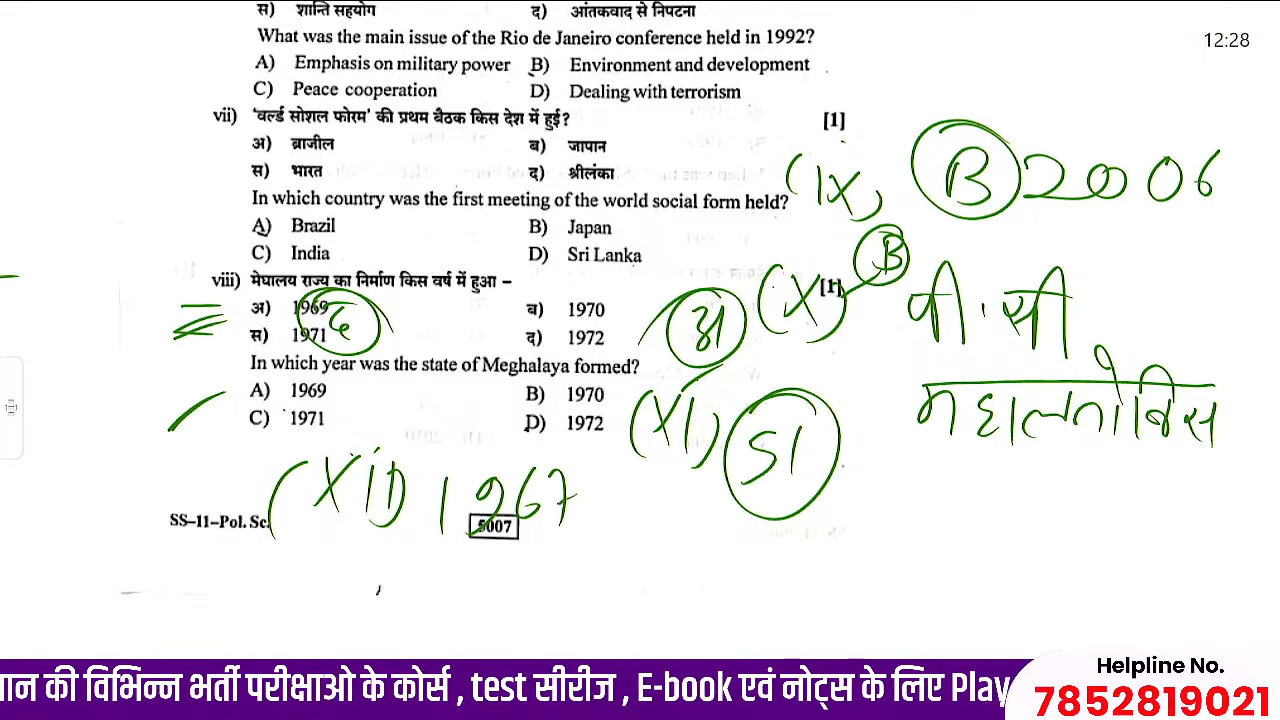 स) शान्ति सहयोग द) आंतकवाद से निपटना
What was the main issue of the Rio de Janeiro conference held in 1992?
A) Emphasis on military power B) Environment and development
C) Peace cooperation D) Dealing with terrorism
12:28
vii) 'वर्ल्ड सोशल फोरम' की प्रथम बैठक किस देश में हुई? [1]
अ) ब्राजील ब) जापान
स) भारत द) श्रीलंका
In which country was the first meeting of the world social form held?
A) Brazil B) Japan
C) India D) Sri Lanka
(IX) B 2006
viii) मेघालय राज्य का निर्माण किस वर्ष में हुआ – [1]
अ) 1969 ब) 1970
स) 1971 द) 1972
द
In which year was the state of Meghalaya formed?
A) 1969 B) 1970
C) 1971 D) 1972
(X) B पी.सी
महालनोबिस
अ
(XI) SI
(XII) 1967
SS–11–Pol. Sc. 5007
ान की विभिन्न भर्ती परीक्षाओ के कोर्स , test सीरीज , E-book एवं नोट्स के लिए Play
Helpline No.
7852819021